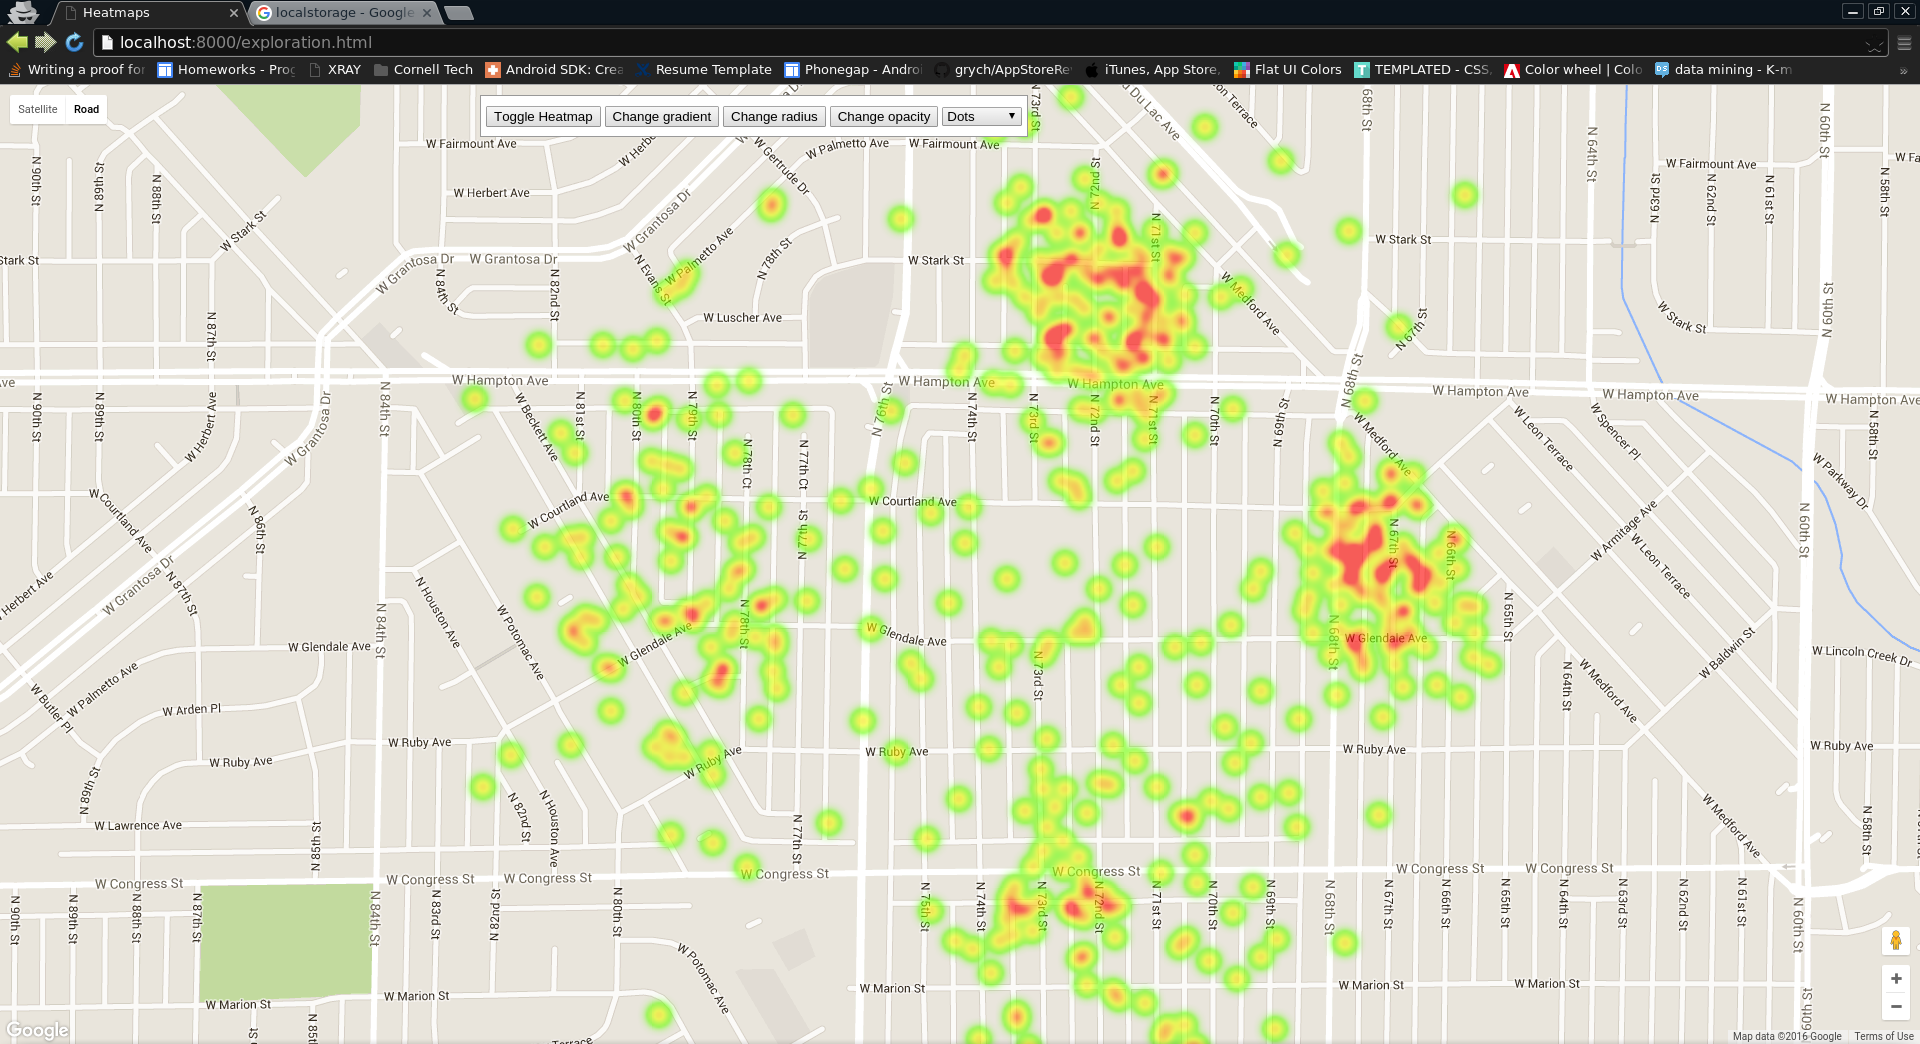 Heatmaps
localstorage - Google
localhost:8000/exploration.html
Writing a proof for
Homeworks - Prog
XRAY
Cornell Tech
Android SDK: Crea
Resume Template
Phonegap - Androi
grych/AppStoreRe
iTunes, App Store,
Flat UI Colors
TEMPLATED - CSS,
Color wheel | Colo
data mining - K-m
»
Satellite
Road
Toggle Heatmap
Change gradient
Change radius
Change opacity
Dots
W Fairmount Ave
W Palmetto Ave
W Fairmount Ave
W Fairmount Ave
W Fa
W Herbert Ave
W Gertrude Dr
N 73rd St
N 72nd St
68th St
N 64th St
N 60th St
N 90th St
N 89th St
N 88th St
N 63rd St
N 62nd St
N 61st St
N 58th St
W Stark St
W Grantosa Dr
W Palmetto Ave
N 78th St
N 71st St
Stark St
W Grantosa Dr
W Grantosa Dr
W Stark St
W Stark St
N 84th St
N 82nd St
N Evans St
W Medford Ave
W Stark St
N 60th St
N 87th St
W Luscher Ave
N 67th St
ve
W Hampton Ave
W Hampton Ave
W Hampton Ave
W Hampton Ave
W Hampton Ave
W Hampton Ave
N 68th St
N 90th St
N 89th St
W Herbert Ave
W Grantosa Dr
N 84th St
W Beckett Ave
N 81st St
N 80th St
N 79th St
N 78th Ct
N 77th Ct
N 76th St
N 74th St
N 73rd St
N 72nd St
N 71st St
N 70th St
N 69th St
W Medford Ave
W Leon Terrace
W Spencer Pl
N 58th St
W Parkway Dr
W Courtland Ave
W Courtland Ave
W Courtland Ave
N 86th St
N 77th St
N 67th St
N 66th St
W Armitage Ave
W Leon Terrace
N 60th St
W Grantosa Dr
Herbert Ave
N 87th St
N Houston Ave
W Potomac Ave
N 84th St
N 78th St
W Glendale Ave
W Glendale Ave
W Glendale Ave
W Glendale Ave
N 73rd St
N 68th St
N 65th St
N 64th St
W Baldwin St
W Lincoln Creek Dr
W Palmetto Ave
W Butler Pl
W Arden Pl
W Medford Ave
W Ruby Ave
W Ruby Ave
W Ruby Ave
W Ruby Ave
W Ruby Ave
W Ruby Ave
N 89th St
N 82nd St
N Houston Ave
W Medford Ave
W Lawrence Ave
N 85th St
N 77th St
N 58th St
W Congress St
W Congress St
W Congress St
W Congress St
W Congress St
W Congress St
W Congress St
N 90th St
N 89th St
N 88th St
N 87th St
N 84th St
N 83rd St
N 82nd St
N 80th St
N 75th St
N 74th St
N 73rd St
N 72nd St
N 71st St
N 70th St
N 69th St
N 68th St
N 67th St
N 66th St
N 65th St
N 64th St
N 63rd St
N 62nd St
N 61st St
N 60th St
W Potomac Ave
W Marion St
W Marion St
W Marion St
W Marion St
W Marion St
N 60th St
Terrace
Google
Map data ©2016 Google
Terms of Use